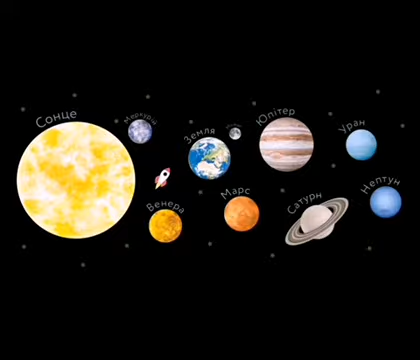 Сонце
Меркурій
Земля
Юпітер
Уран
Венера
Марс
Сатурн
Нептун